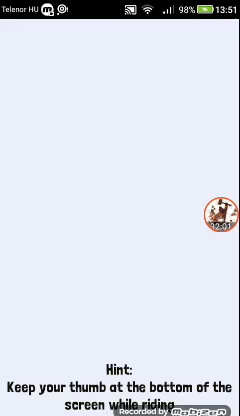 Telenor HU 98% 13:51
12:01
Hint:
Keep your thumb at the bottom of the
screen while riding
Recorded by MOBIZEN